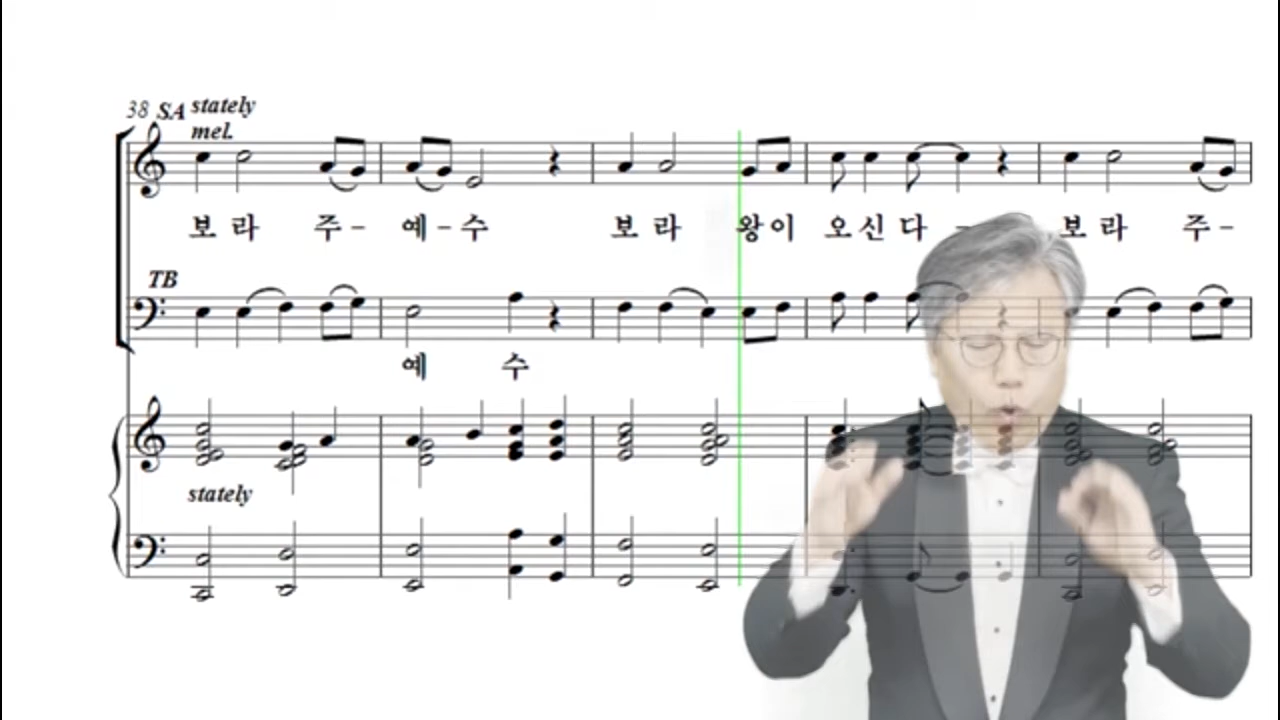 38 SA stately
mel.
보 라 주 - 예 - 수 보 라 왕이 오신 다 - 보 라 주 -
TB
예 수
stately